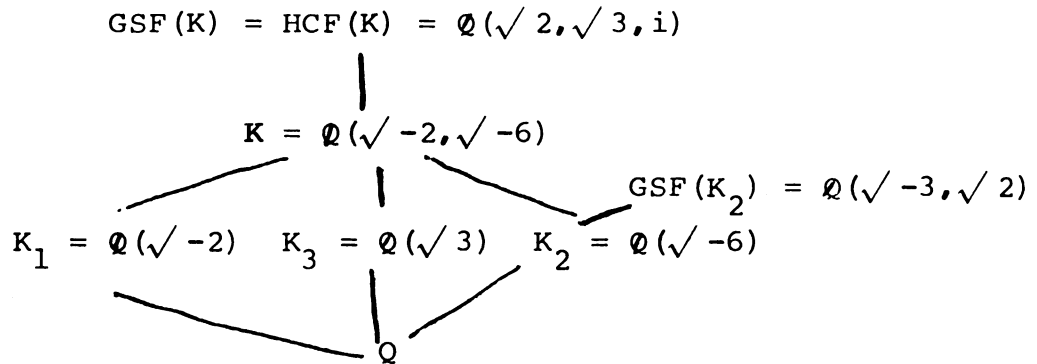 GSF(K) = HCF(K) = Q(√2,√3,i)
K = Q(√-2,√-6)
GSF(K₂) = Q(√-3,√2)
K₁ = Q(√-2) K₃ = Q(√3) K₂ = Q(√-6)
Q